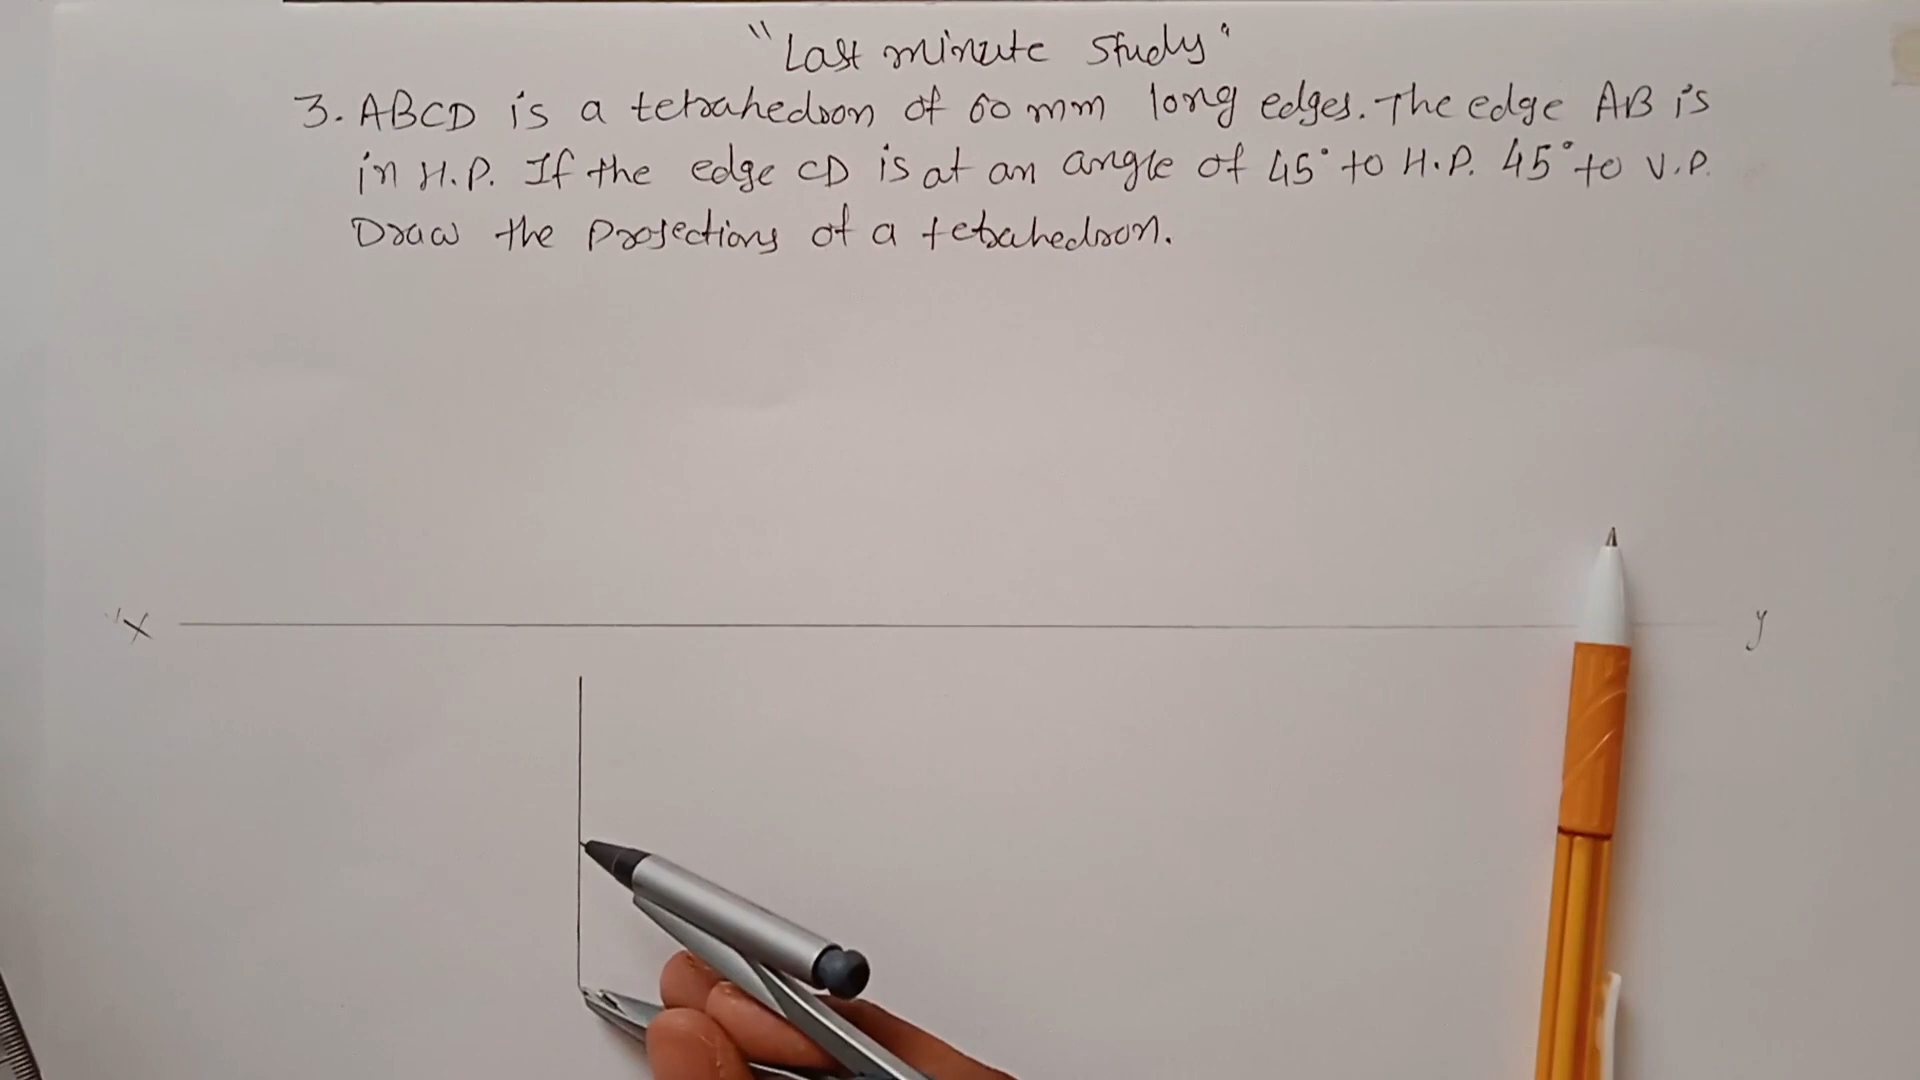 "Last minute study"
3. ABCD is a tetrahedron of 60 mm long edges. The edge AB is
in H.P. If the edge CD is at an angle of 45° to H.P. 45° to V.P.
Draw the Projections of a tetrahedron.
X y